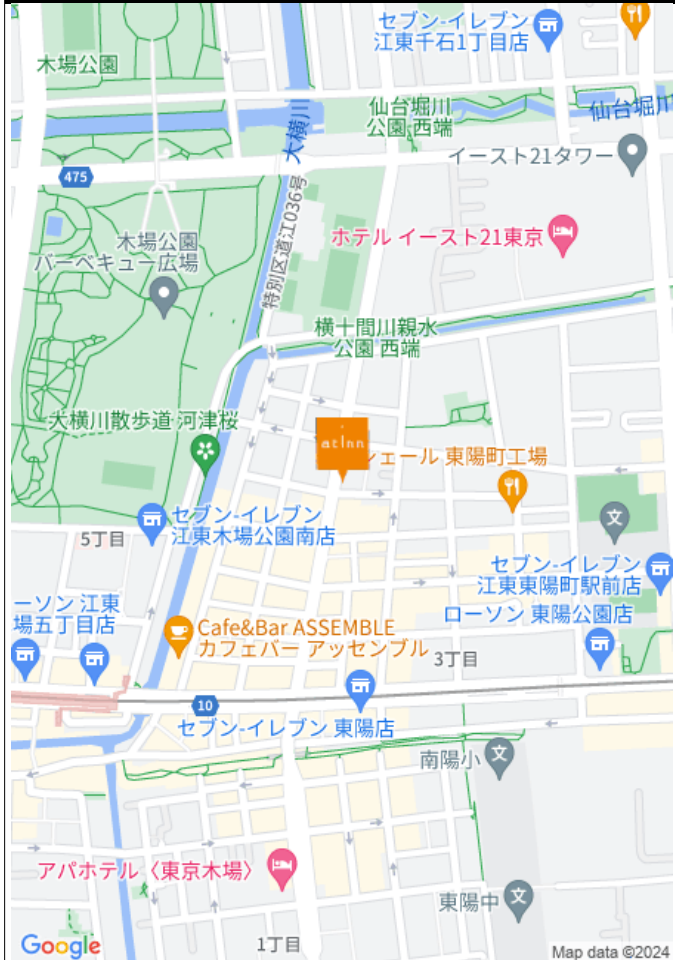 セブン-イレブン
江東千石1丁目店
木場公園
仙台堀川
公園 西端
仙台堀川
大横川
イースト21タワー
475
特別区道江036号
木場公園
バーベキュー広場
ホテル イースト21東京
横十間川親水
公園 西端
大横川散歩道 河津桜
atinn
シェール 東陽町工場
セブン-イレブン
江東木場公園南店
5丁目
文
セブン-イレブン
江東東陽町駅前店
ーソン 江東
場五丁目店
ローソン 東陽公園店
Cafe&Bar ASSEMBLE
カフェバー アッセンブル
3丁目
10
セブン-イレブン 東陽店
南陽小
文
アパホテル〈東京木場〉
東陽中
文
1丁目
Google
Map data ©2024